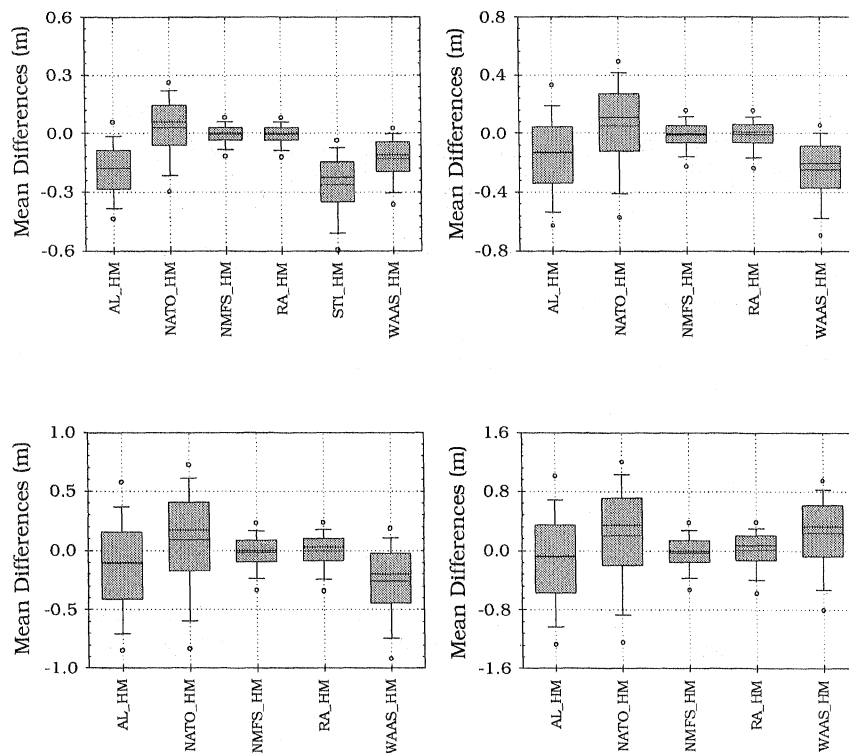 Mean Differences (m)
0.6
0.3
0.0
-0.3
-0.6
AL_HM
NATO_HM
NMFS_HM
RA_HM
STI_HM
WAAS_HM
0.8
0.4
0.0
-0.4
-0.8
AL_HM
NATO_HM
NMFS_HM
RA_HM
WAAS_HM
Mean Differences (m)
1.0
0.5
0.0
-0.5
-1.0
AL_HM
NATO_HM
NMFS_HM
RA_HM
WAAS_HM
Mean Differences (m)
1.6
0.8
0.0
-0.8
-1.6
AL_HM
NATO_HM
NMFS_HM
RA_HM
WAAS_HM